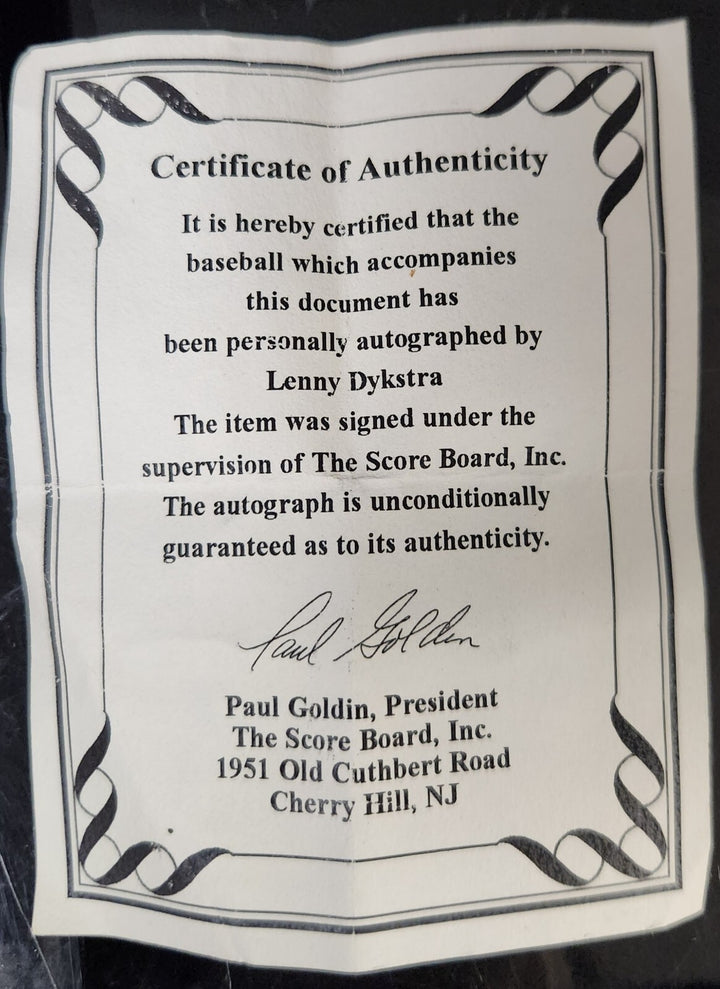 Certificate of Authenticity
It is hereby certified that the
baseball which accompanies
this document has
been personally autographed by
Lenny Dykstra
The item was signed under the
supervision of The Score Board, Inc.
The autograph is unconditionally
guaranteed as to its authenticity.
Paul Goldin
Paul Goldin, President
The Score Board, Inc.
1951 Old Cuthbert Road
Cherry Hill, NJ